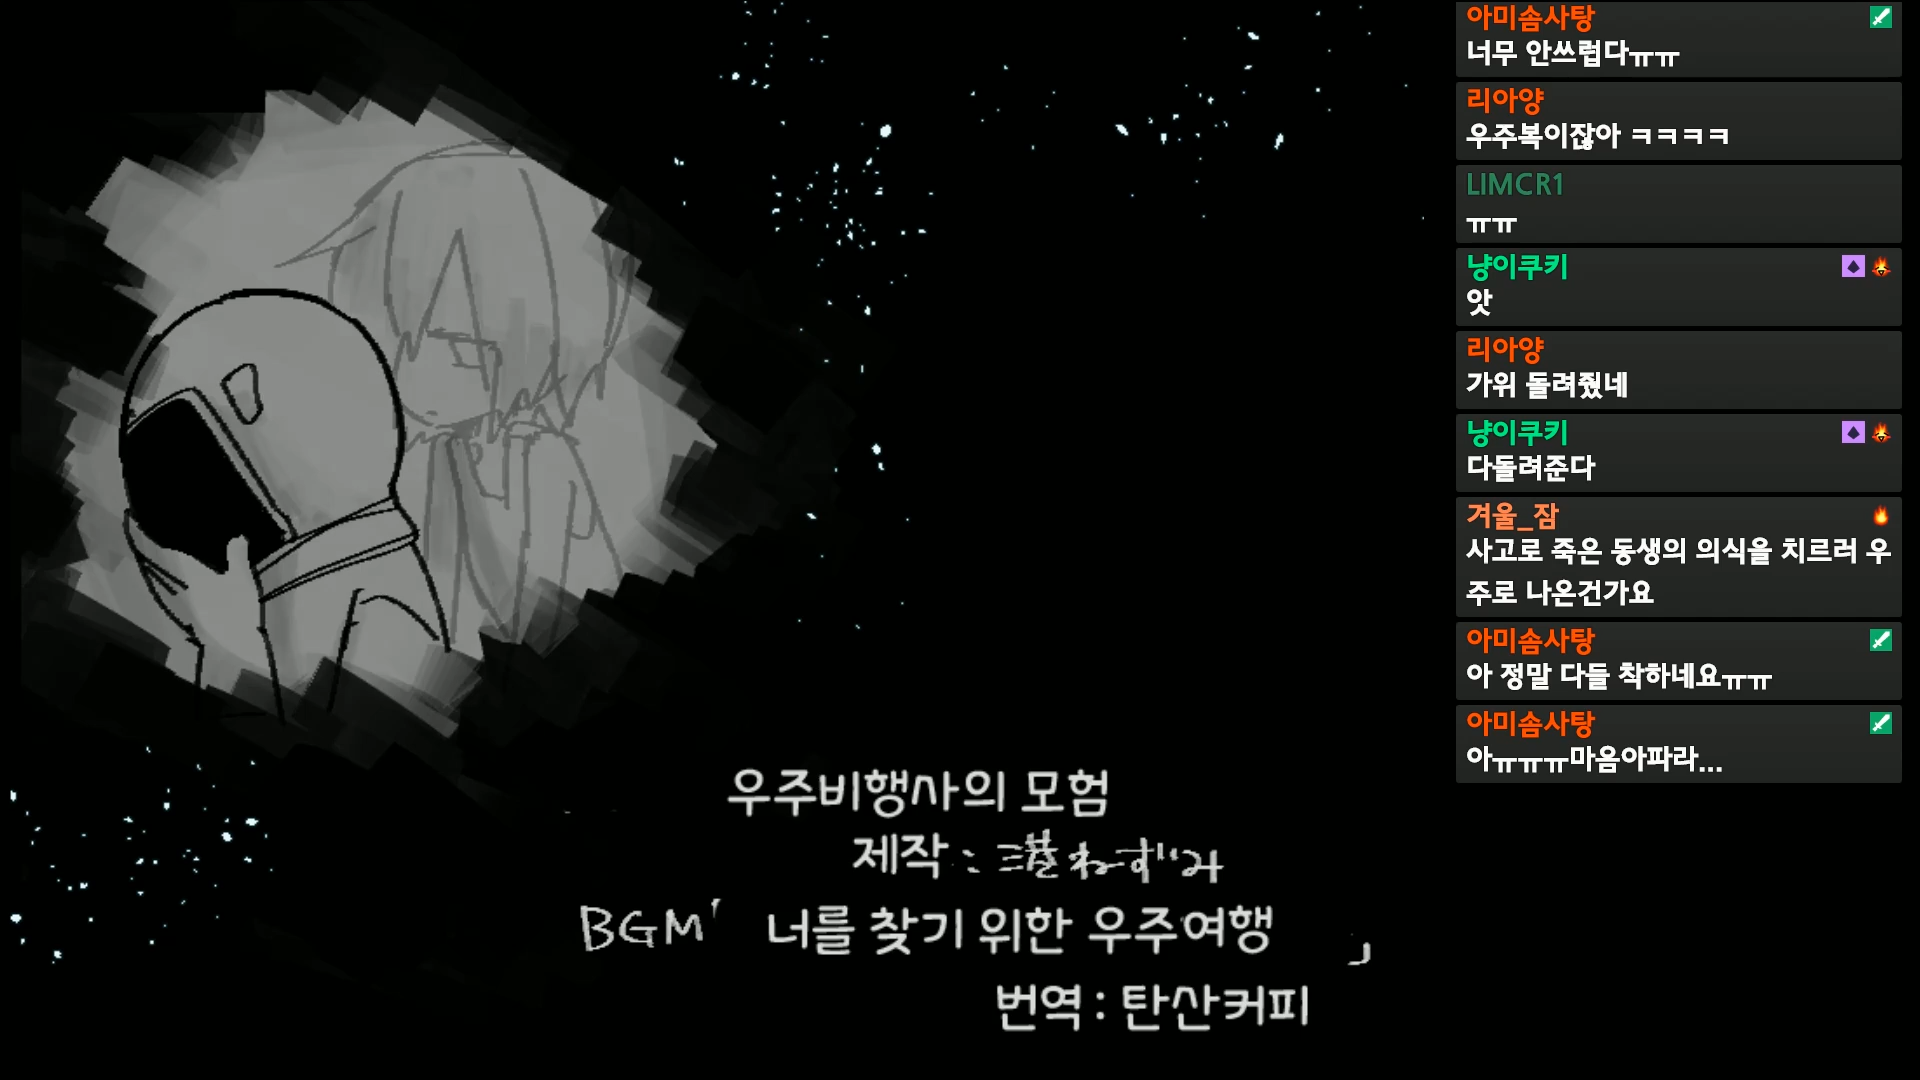 우주비행사의 모험
제작 : 三港ねずみ
BGM「 너를 찾기 위한 우주여행 」
번역 : 탄산커피
아미솜사탕
너무 안쓰럽다ㅠㅠ
리아양
우주복이잖아 ㅋㅋㅋㅋ
LIMCR1
ㅠㅠ
냥이쿠키
앗
리아양
가위 돌려줬네
냥이쿠키
다돌려준다
겨울_잠
사고로 죽은 동생의 의식을 치르러 우
주로 나온건가요
아미솜사탕
아 정말 다들 착하네요ㅠㅠ
아미솜사탕
아ㅠㅠㅠ마음아파라...